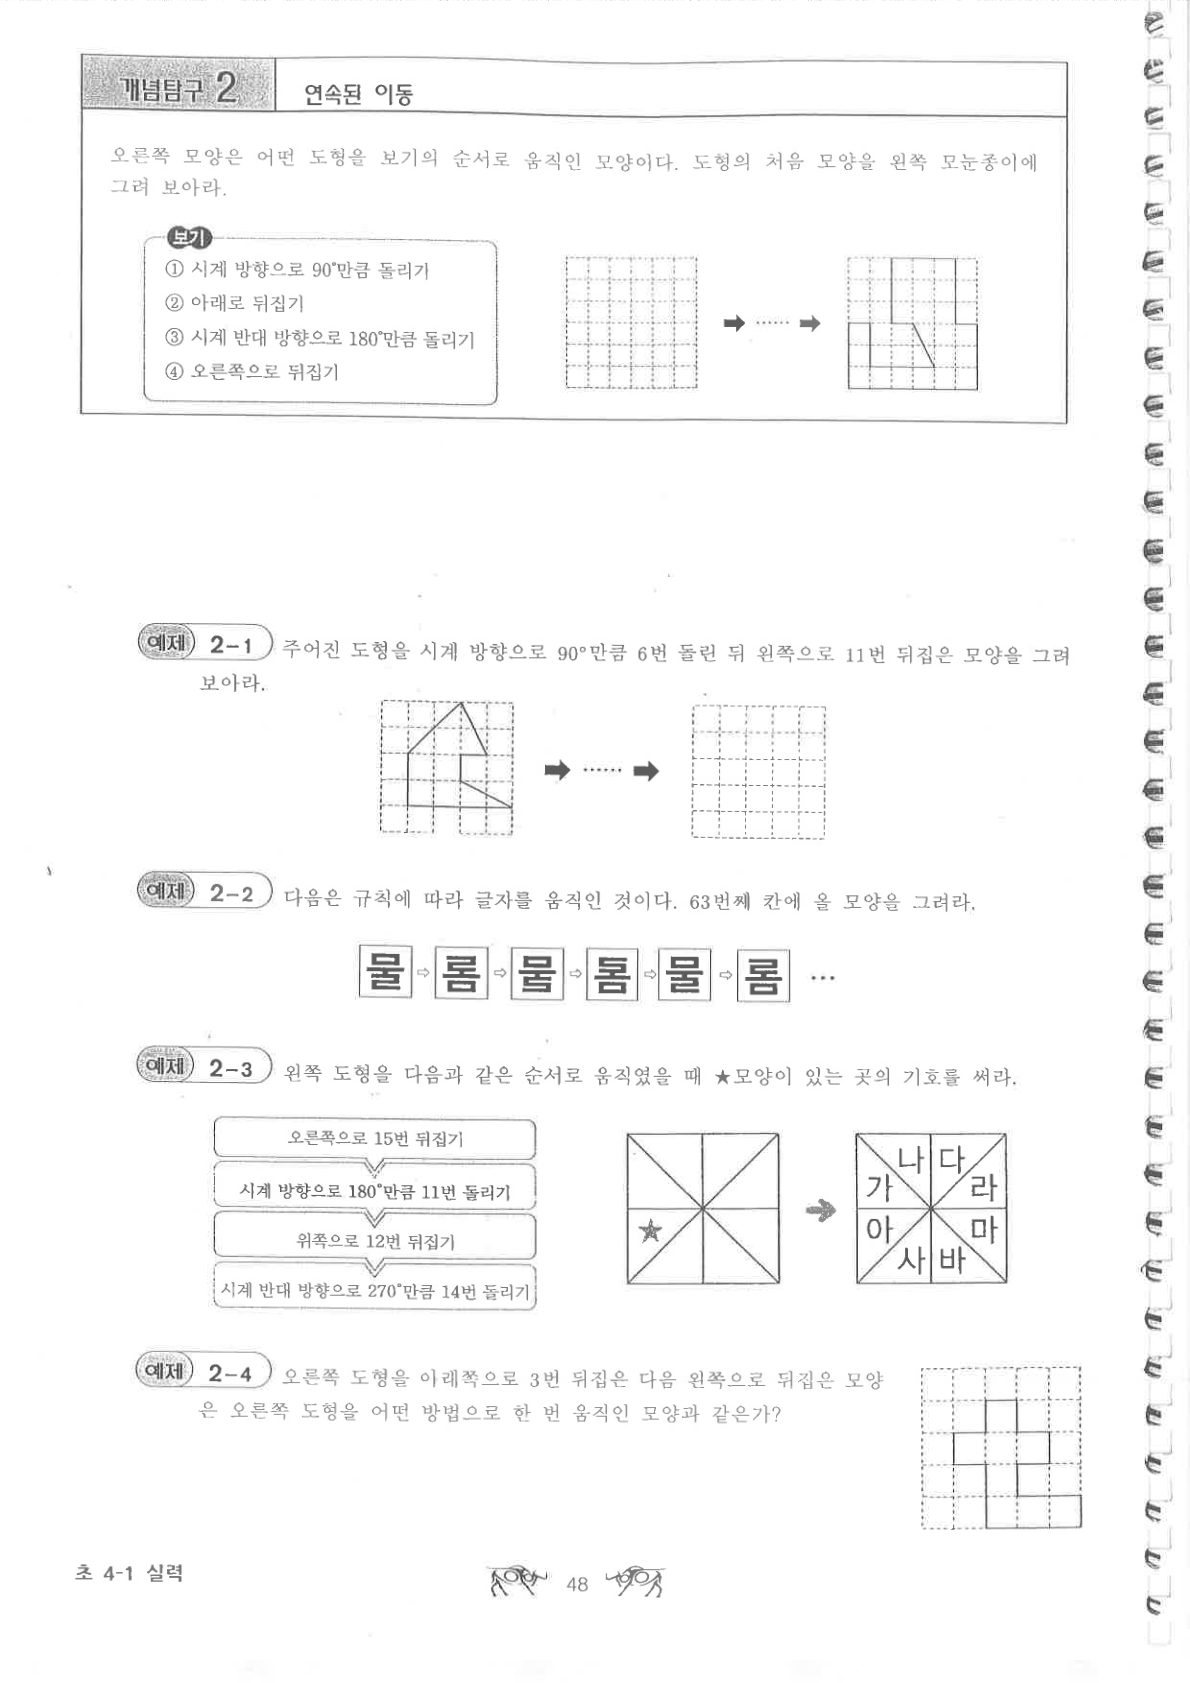 개념탐구 2 연속된 이동
오른쪽 모양은 어떤 도형을 보기의 순서로 움직인 모양이다. 도형의 처음 모양을 왼쪽 모눈종이에
그려 보아라.
보기
① 시계 방향으로 90°만큼 돌리기
② 아래로 뒤집기
③ 시계 반대 방향으로 180°만큼 돌리기
④ 오른쪽으로 뒤집기
예제 2-1 주어진 도형을 시계 방향으로 90°만큼 6번 돌린 뒤 왼쪽으로 11번 뒤집은 모양을 그려
보아라.
예제 2-2 다음은 규칙에 따라 글자를 움직인 것이다. 63번째 칸에 올 모양을 그려라.
물 롬 뭄 톰 물 롬 …
예제 2-3 왼쪽 도형을 다음과 같은 순서로 움직였을 때 ★모양이 있는 곳의 기호를 써라.
오른쪽으로 15번 뒤집기
시계 방향으로 180°만큼 11번 돌리기
위쪽으로 12번 뒤집기
시계 반대 방향으로 270°만큼 14번 돌리기
나 다
가 라
아 마
사 바
예제 2-4 오른쪽 도형을 아래쪽으로 3번 뒤집은 다음 왼쪽으로 뒤집은 모양
은 오른쪽 도형을 어떤 방법으로 한 번 움직인 모양과 같은가?
초 4-1 실력
48